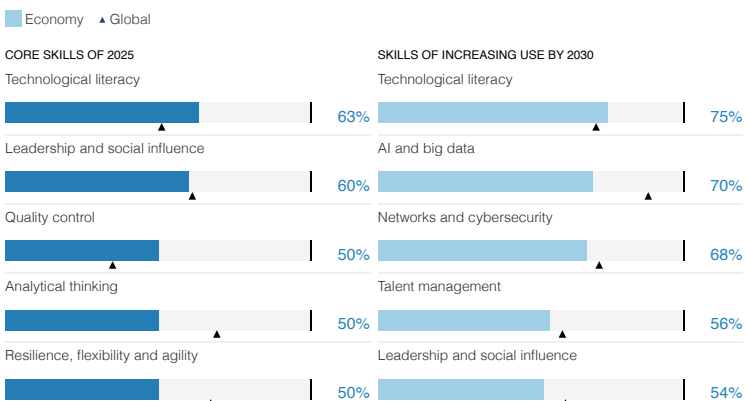 Economy Global
CORE SKILLS OF 2025
Technological literacy
63%
Leadership and social influence
60%
Quality control
50%
Analytical thinking
50%
Resilience, flexibility and agility
50%
SKILLS OF INCREASING USE BY 2030
Technological literacy
75%
AI and big data
70%
Networks and cybersecurity
68%
Talent management
56%
Leadership and social influence
54%